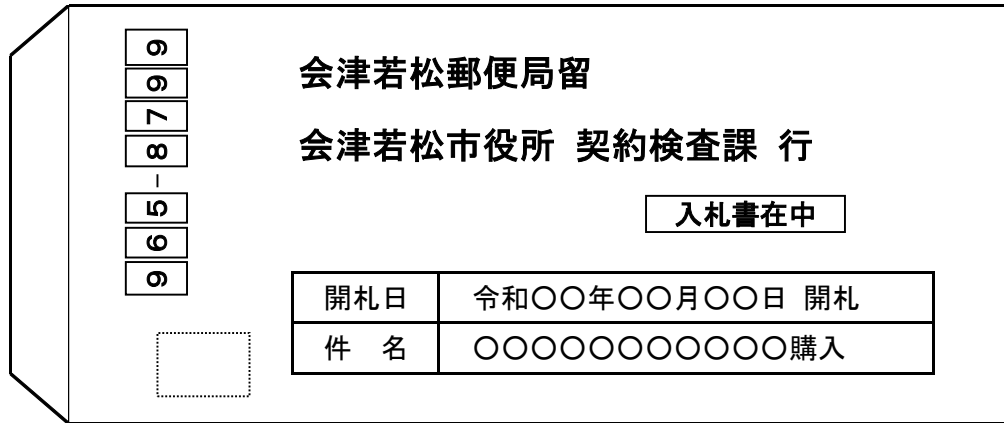 965-8799
会津若松郵便局留
会津若松市役所 契約検査課 行
入札書在中
開札日 令和〇〇年〇〇月〇〇日 開札
件 名 〇〇〇〇〇〇〇〇〇〇〇購入